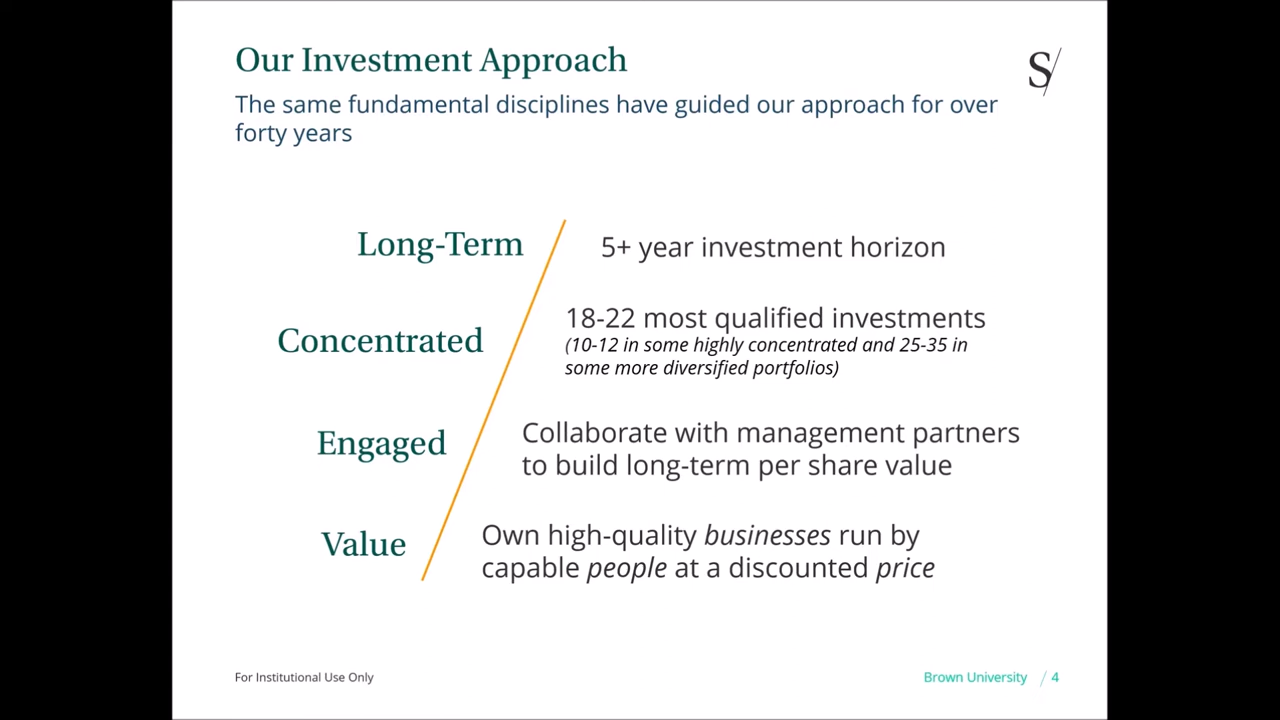 Our Investment Approach
S/
The same fundamental disciplines have guided our approach for over
forty years
Long-Term
5+ year investment horizon
Concentrated
18-22 most qualified investments
(10-12 in some highly concentrated and 25-35 in
some more diversified portfolios)
Engaged
Collaborate with management partners
to build long-term per share value
Value
Own high-quality businesses run by
capable people at a discounted price
For Institutional Use Only
Brown University / 4